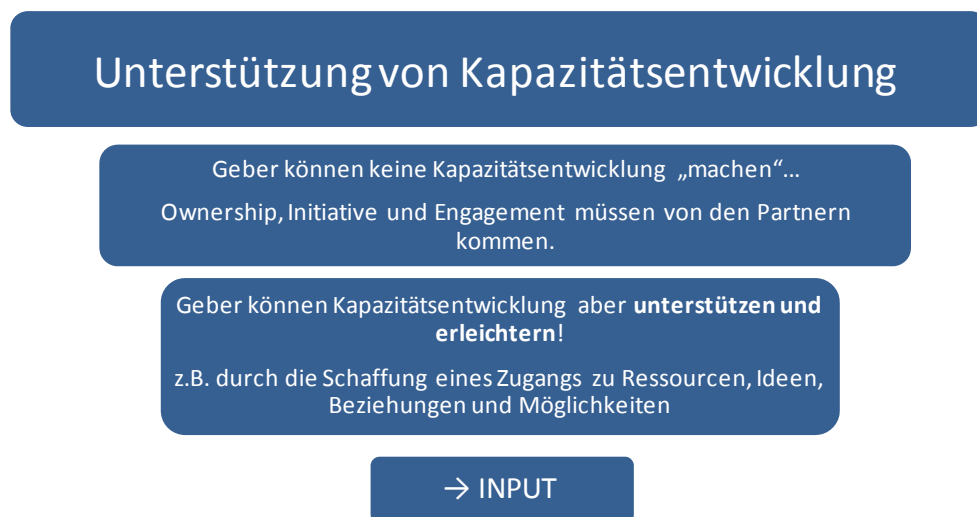 Unterstützung von Kapazitätsentwicklung
Geber können keine Kapazitätsentwicklung „machen“...
Ownership, Initiative und Engagement müssen von den Partnern
kommen.
Geber können Kapazitätsentwicklung aber unterstützen und
erleichtern!
z.B. durch die Schaffung eines Zugangs zu Ressourcen, Ideen,
Beziehungen und Möglichkeiten
→ INPUT